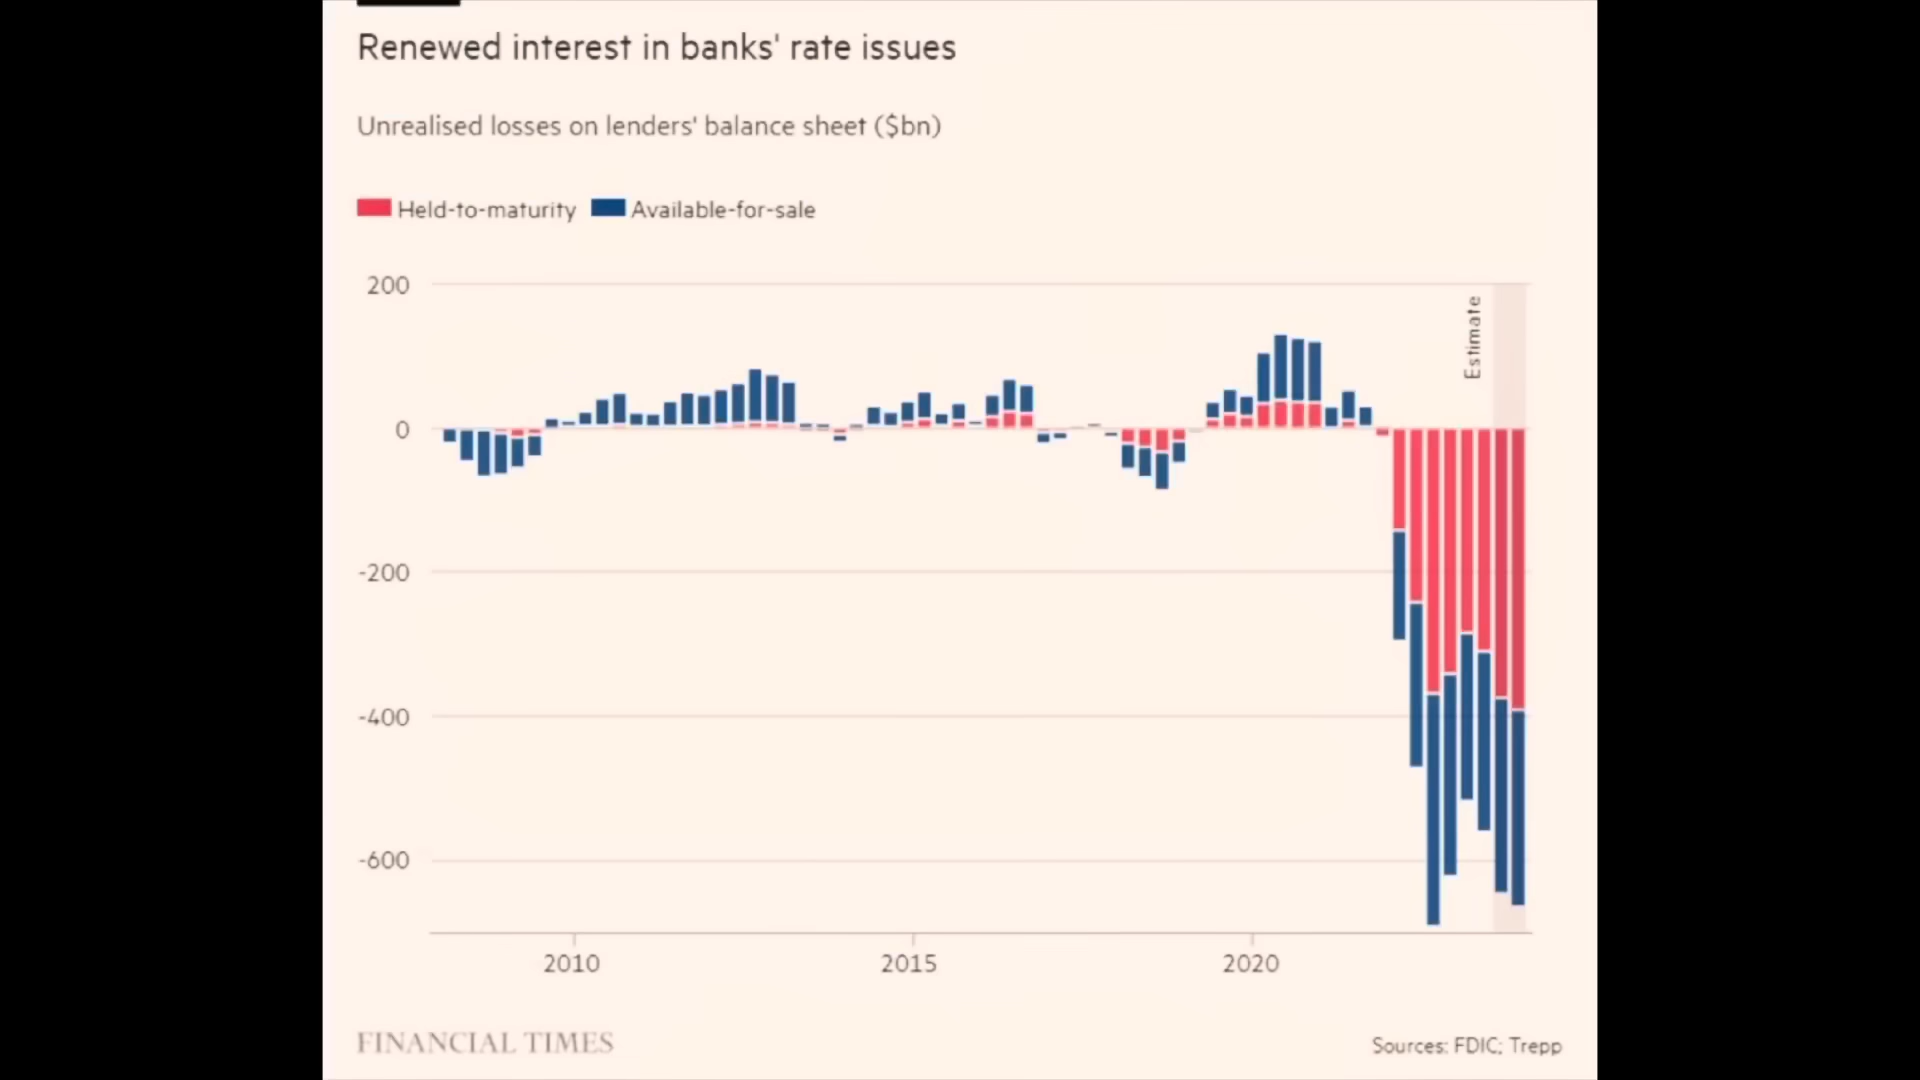 Renewed interest in banks' rate issues
Unrealised losses on lenders' balance sheet ($bn)
Held-to-maturity Available-for-sale
200
Estimate
0
-200
-400
-600
2010 2015 2020
FINANCIAL TIMES
Sources: FDIC; Trepp